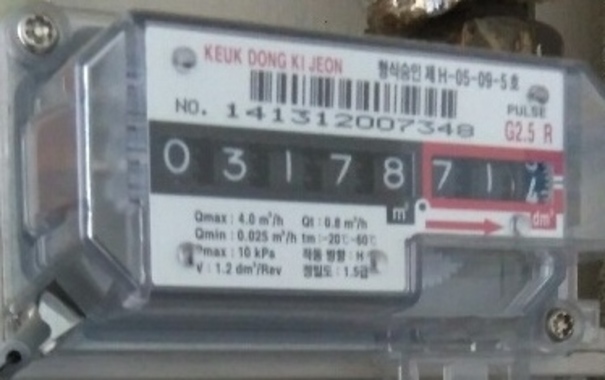 KEUK DONG KI JEON 형식승인 제 H-05-09-5 호
NO. 141312007348
PULSE
G2.5 R
0 3 1 7 8 7 1
m³
dm³
Qmax : 4.0 m³/h Qt : 0.8 m³/h
Qmin : 0.025 m³/h tm : -20℃~60℃
Pmax : 10 kPa 작동 방향 : H
V : 1.2 dm³/Rev 정밀도 : 1.5급